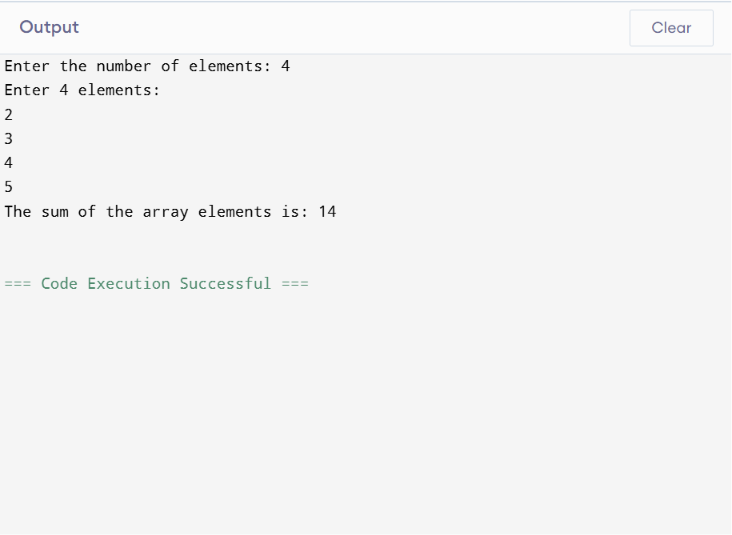 Output
Clear
Enter the number of elements: 4
Enter 4 elements:
2
3
4
5
The sum of the array elements is: 14
=== Code Execution Successful ===